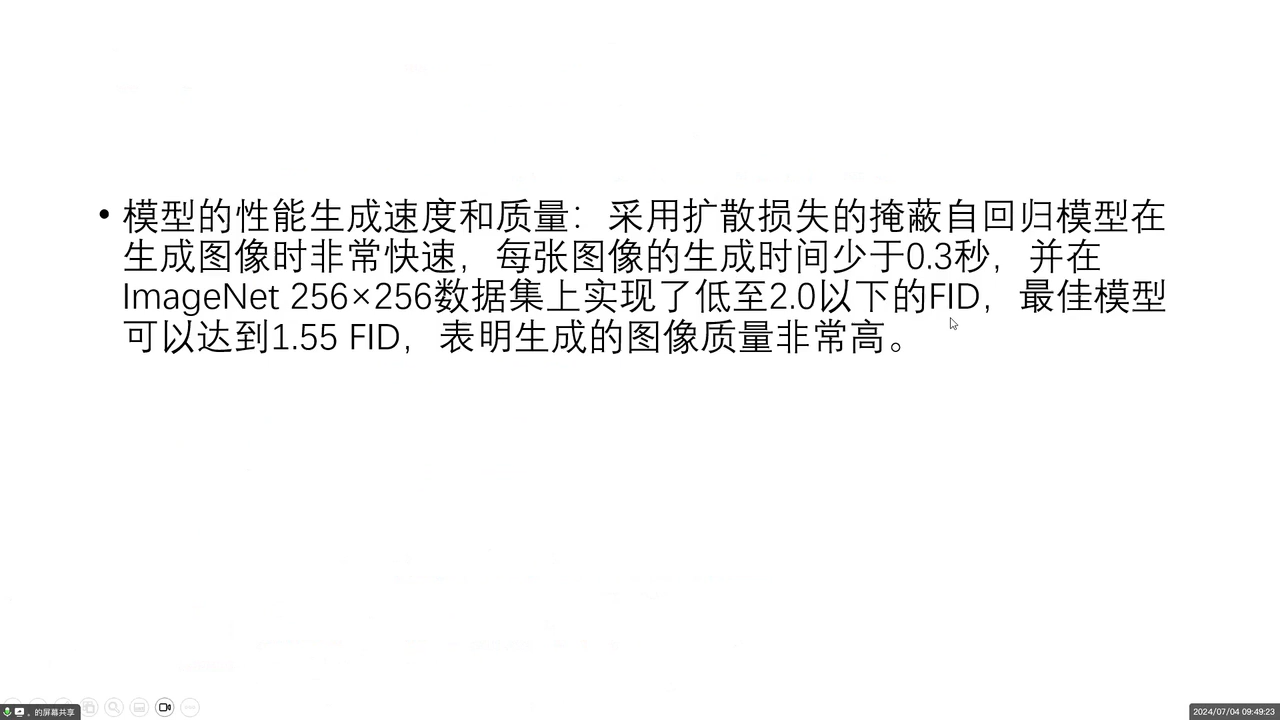 • 模型的性能生成速度和质量：采用扩散损失的掩蔽自回归模型在
生成图像时非常快速，每张图像的生成时间少于0.3秒，并在
ImageNet 256×256数据集上实现了低至2.0以下的FID，最佳模型
可以达到1.55 FID，表明生成的图像质量非常高。
。的屏幕共享
2024/07/04 09:49:23